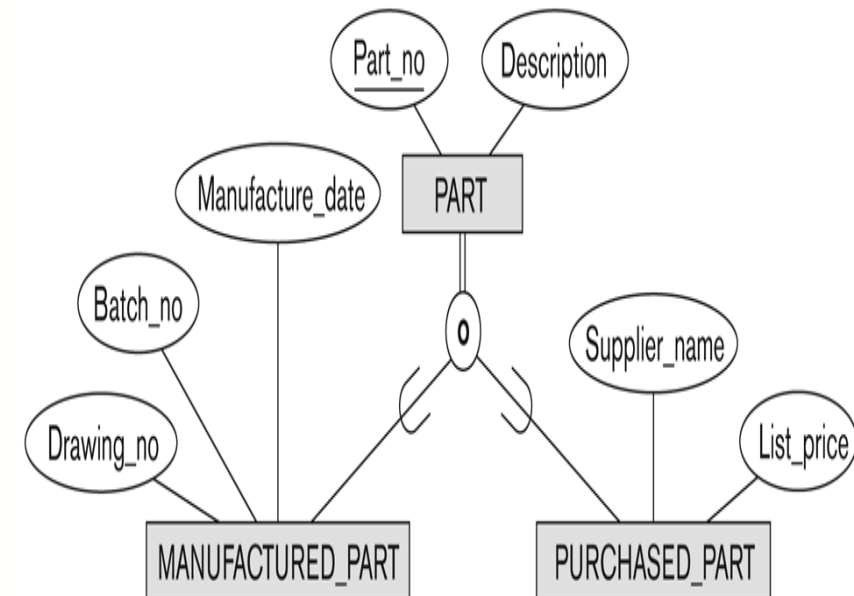 Part_no
Description
Manufacture_date
PART
Batch_no
o
Supplier_name
Drawing_no
List_price
MANUFACTURED_PART
PURCHASED_PART